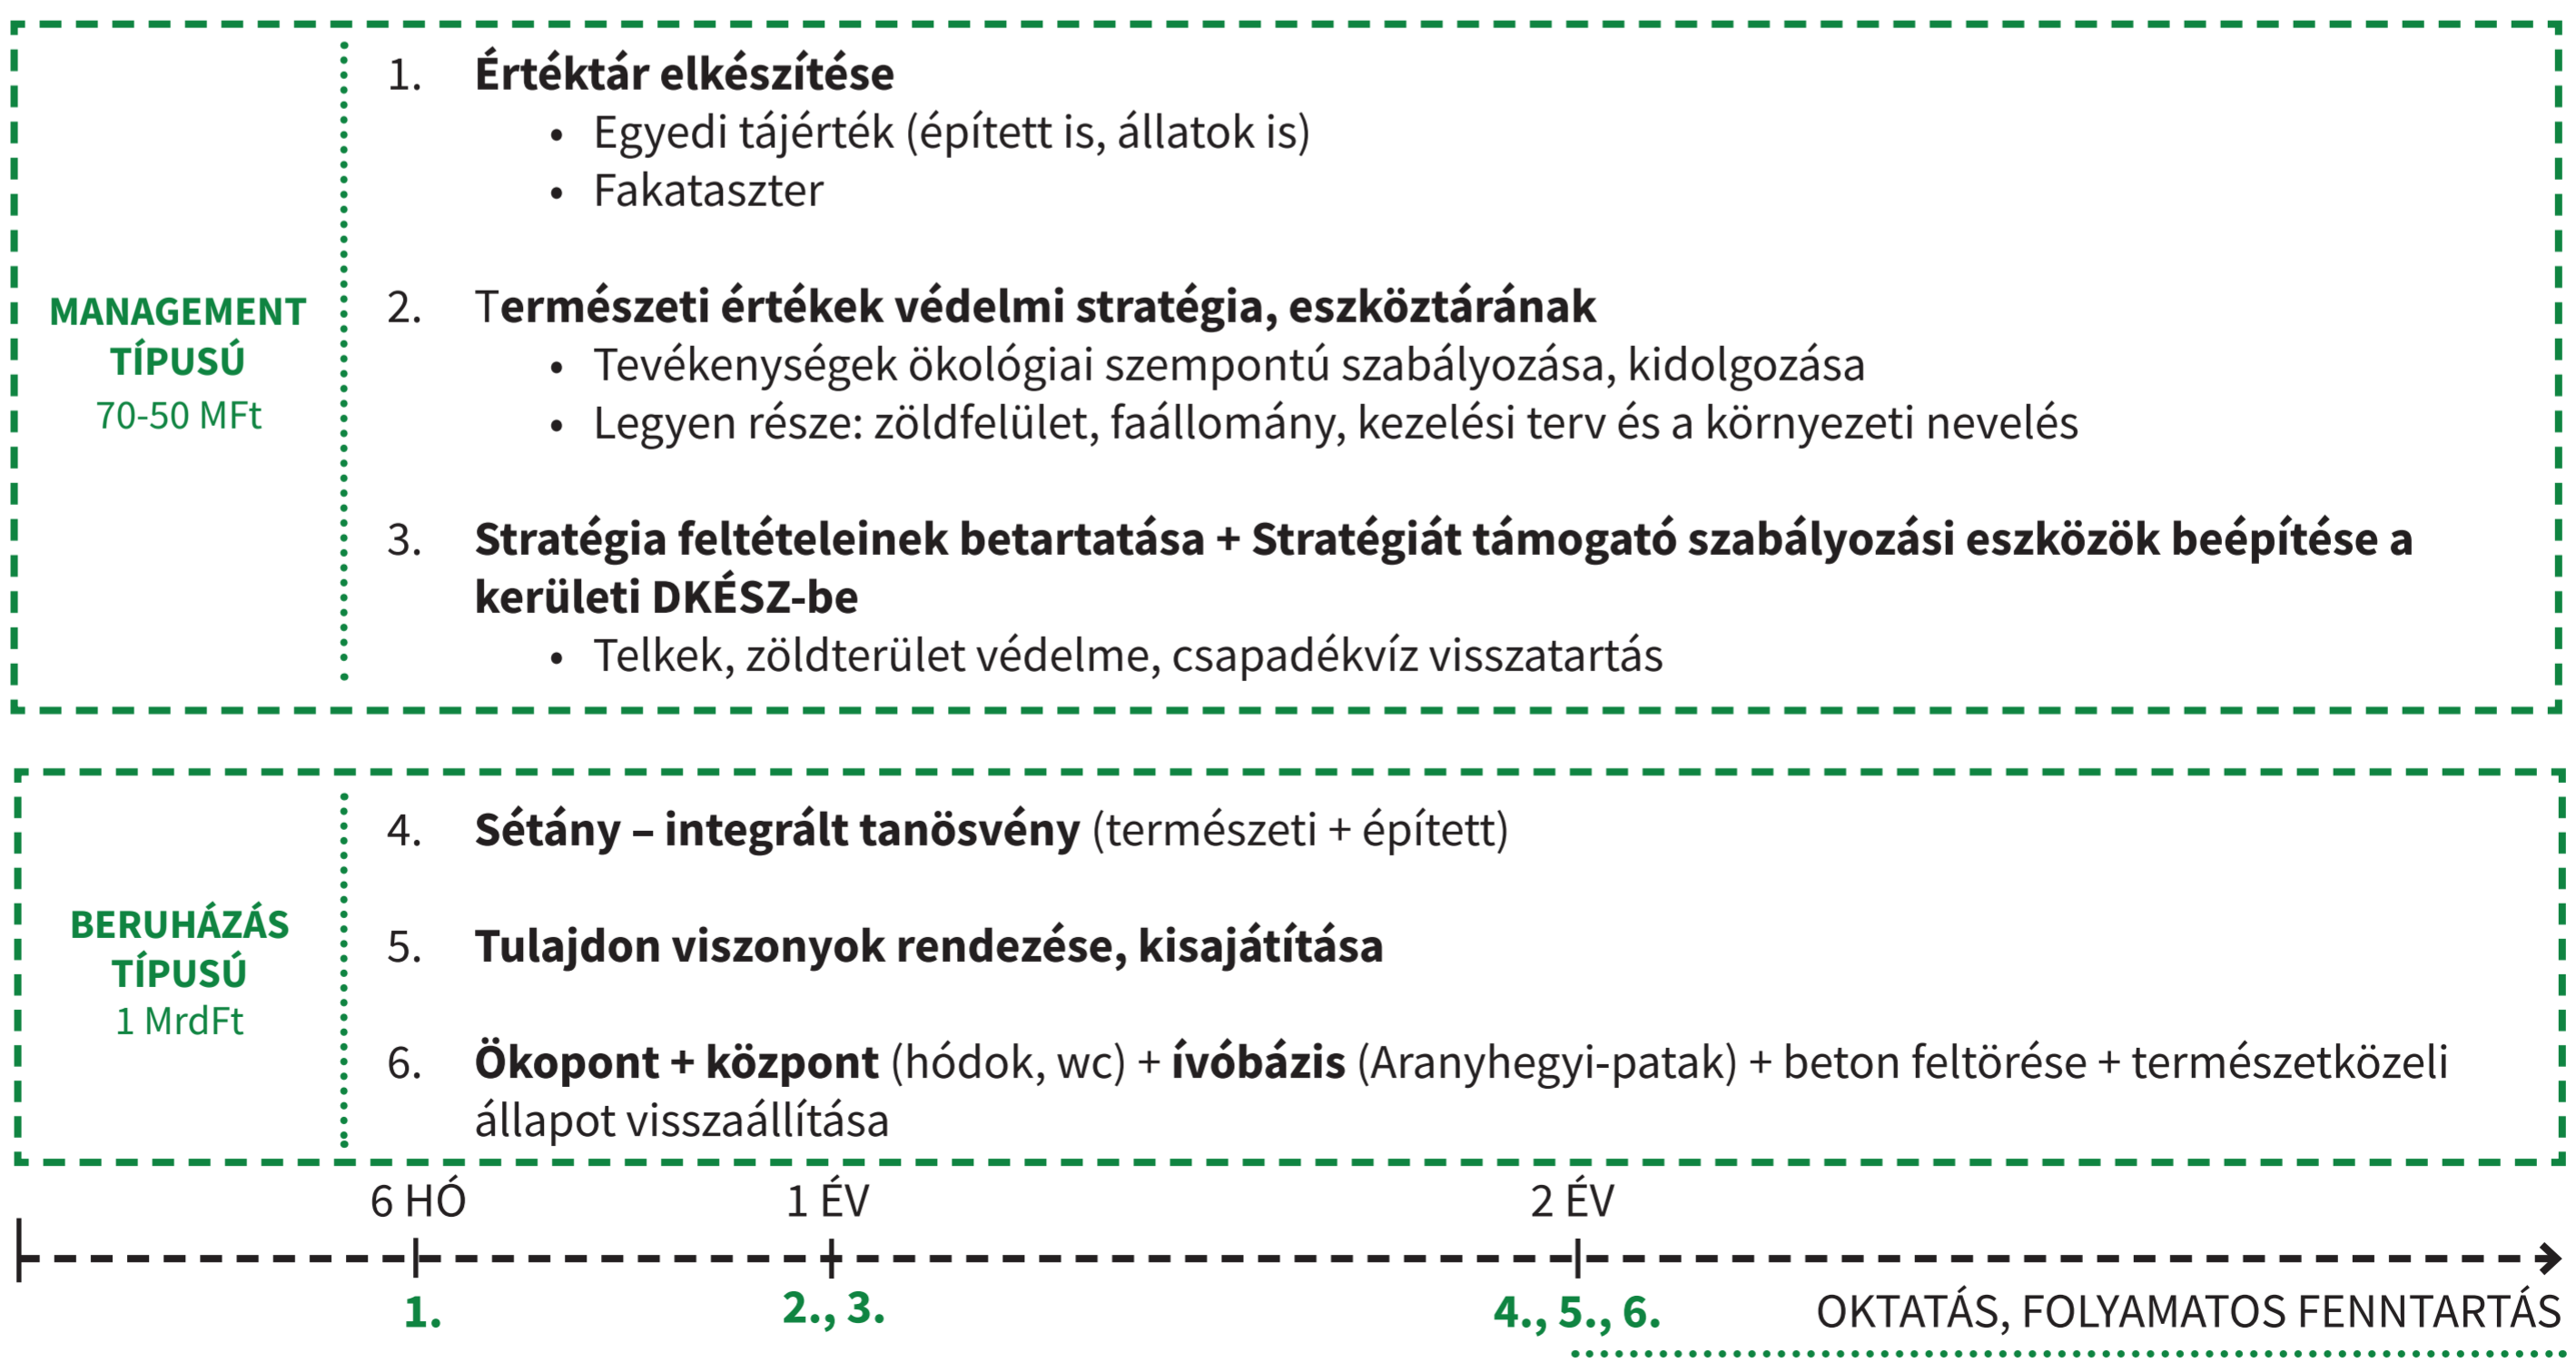 MANAGEMENT
TÍPUSÚ
70-50 MFt
1. Értéktár elkészítése
• Egyedi tájérték (épített is, állatok is)
• Fakataszter
2. Természeti értékek védelmi stratégia, eszköztárának
• Tevékenységek ökológiai szempontú szabályozása, kidolgozása
• Legyen része: zöldfelület, faállomány, kezelési terv és a környezeti nevelés
3. Stratégia feltételeinek betartatása + Stratégiát támogató szabályozási eszközök beépítése a
kerületi DKÉSZ-be
• Telkek, zöldterület védelme, csapadékvíz visszatartás
BERUHÁZÁS
TÍPUSÚ
1 MrdFt
4. Sétány – integrált tanösvény (természeti + épített)
5. Tulajdon viszonyok rendezése, kisajátítása
6. Ökopont + központ (hódok, wc) + ívóbázis (Aranyhegyi-patak) + beton feltörése + természetközeli
állapot visszaállítása
6 HÓ 1 ÉV 2 ÉV
1. 2., 3. 4., 5., 6. OKTATÁS, FOLYAMATOS FENNTARTÁS